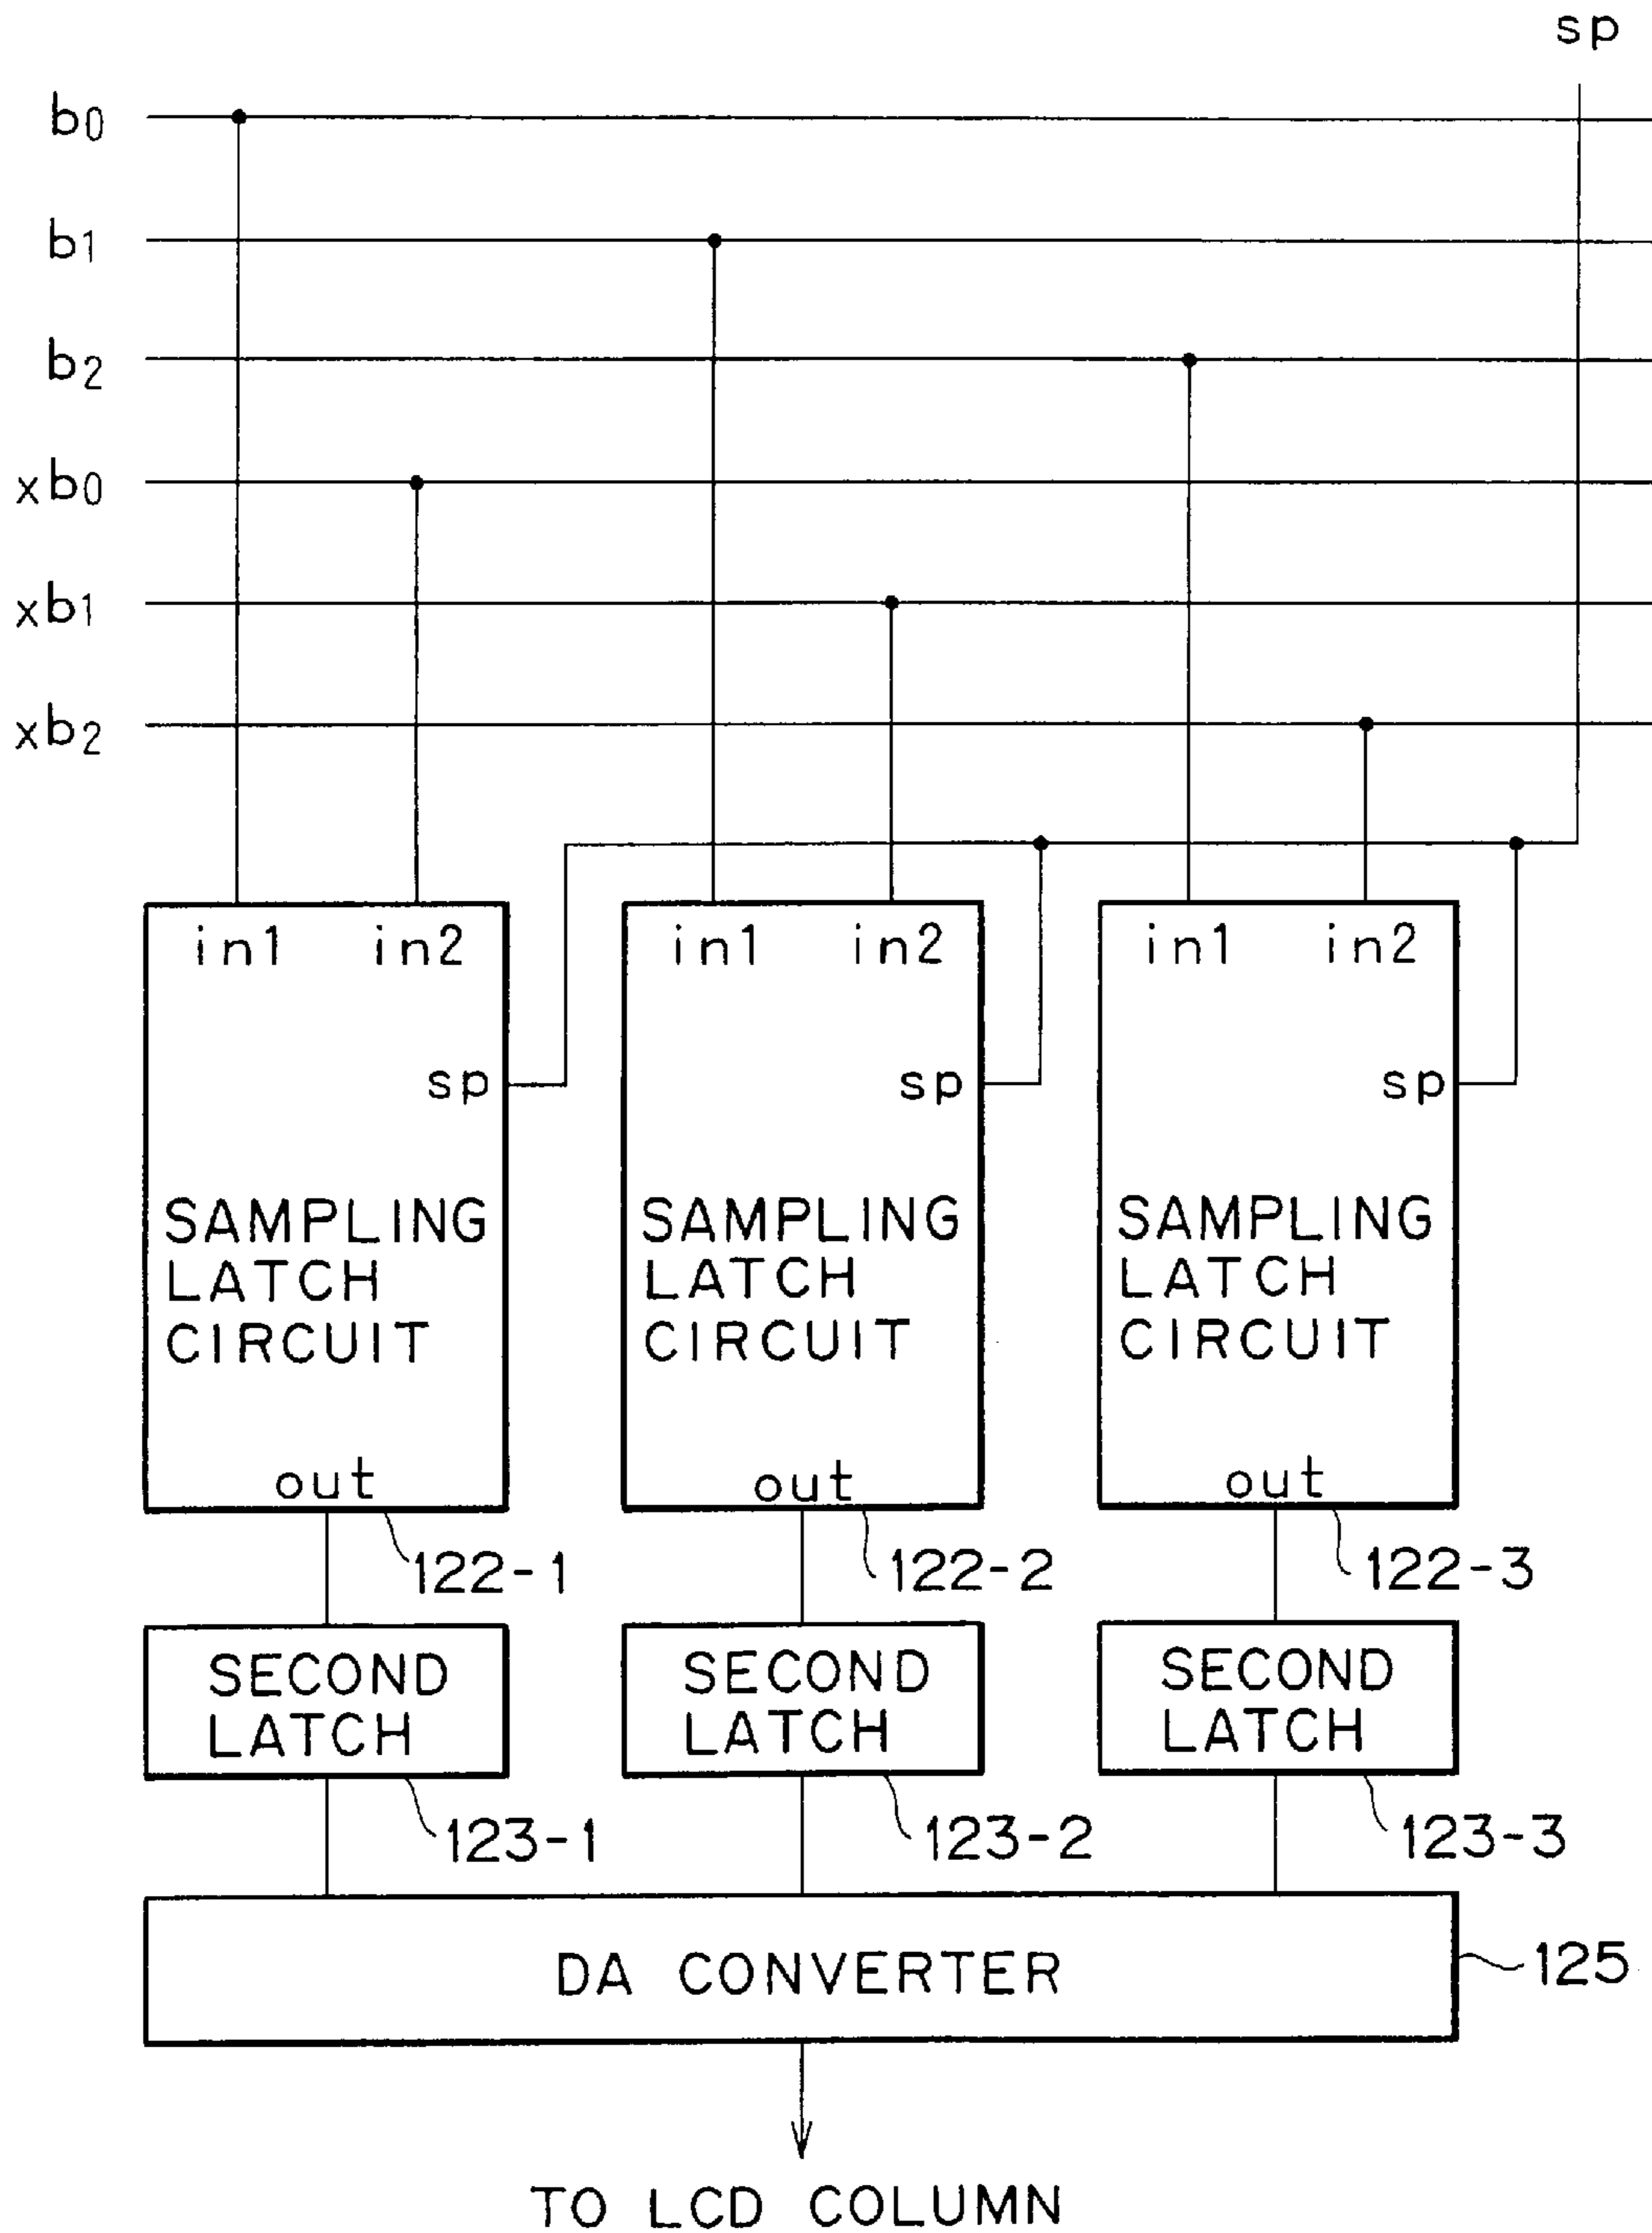 sp
b0
b1
b2
xb0
xb1
xb2
in1 in2
sp
SAMPLING
LATCH
CIRCUIT
out
122-1
in1 in2
sp
SAMPLING
LATCH
CIRCUIT
out
122-2
in1 in2
sp
SAMPLING
LATCH
CIRCUIT
out
122-3
SECOND
LATCH
123-1
SECOND
LATCH
123-2
SECOND
LATCH
123-3
DA CONVERTER
125
TO LCD COLUMN